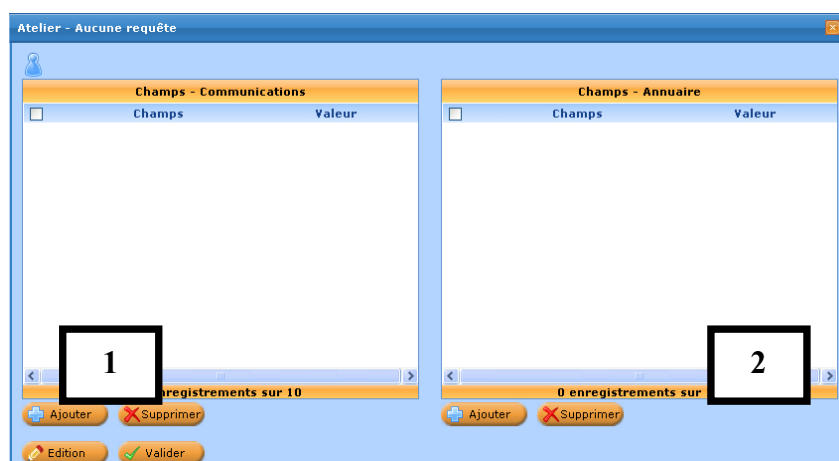 Atelier - Aucune requête
Champs - Communications
Champs Valeur
1
enregistrements sur 10
Ajouter Supprimer
Edition Valider
Champs - Annuaire
Champs Valeur
2
0 enregistrements sur
Ajouter Supprimer